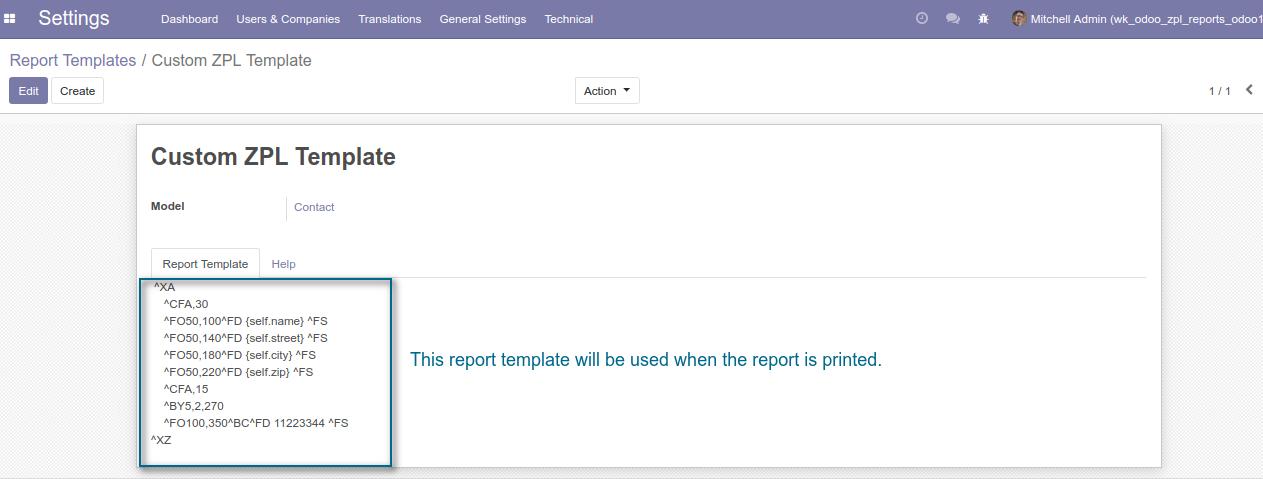 Settings Dashboard Users & Companies Translations General Settings Technical Mitchell Admin (wk_odoo_zpl_reports_odoo1
Report Templates / Custom ZPL Template
Edit Create Action 1 / 1
Custom ZPL Template
Model Contact
Report Template Help
^XA
^CFA,30
^FO50,100^FD {self.name} ^FS
^FO50,140^FD {self.street} ^FS
^FO50,180^FD {self.city} ^FS
This report template will be used when the report is printed.
^FO50,220^FD {self.zip} ^FS
^CFA,15
^BY5,2,270
^FO100,350^BC^FD 11223344 ^FS
^XZ